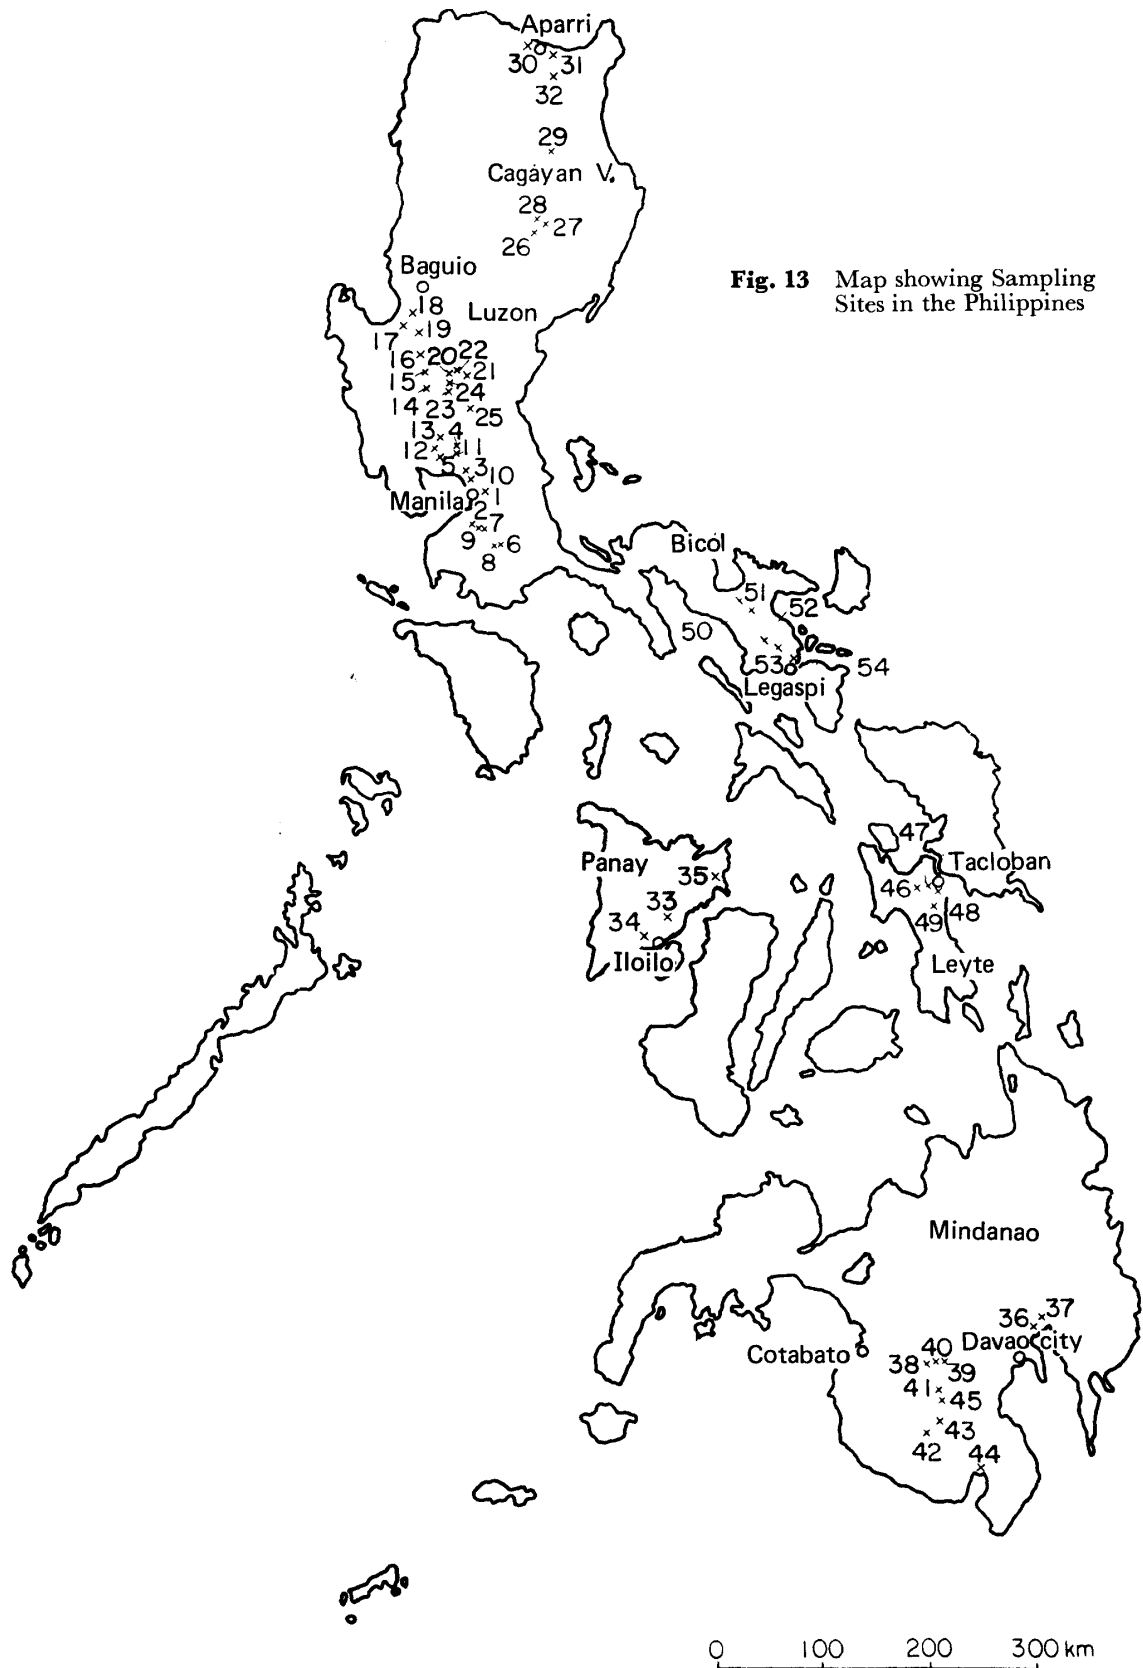 Aparri
30 31
32
29
Cagayan V.
28
27
26
Baguio
Fig. 13 Map showing Sampling
Sites in the Philippines
18
Luzon
17 19
16 20 22
15 21
24
14 23 25
13 4
12 11
5 3 10
Manila 1
2
7
9 6
8
Bicol
51
52
50
53 54
Legaspi
47
Panay
Tacloban
35
46
33
48
34 49
Iloilo
Leyte
Mindanao
37
36
40 Davao city
Cotabato
38 39
41 45
43
42 44
0 100 200 300 km